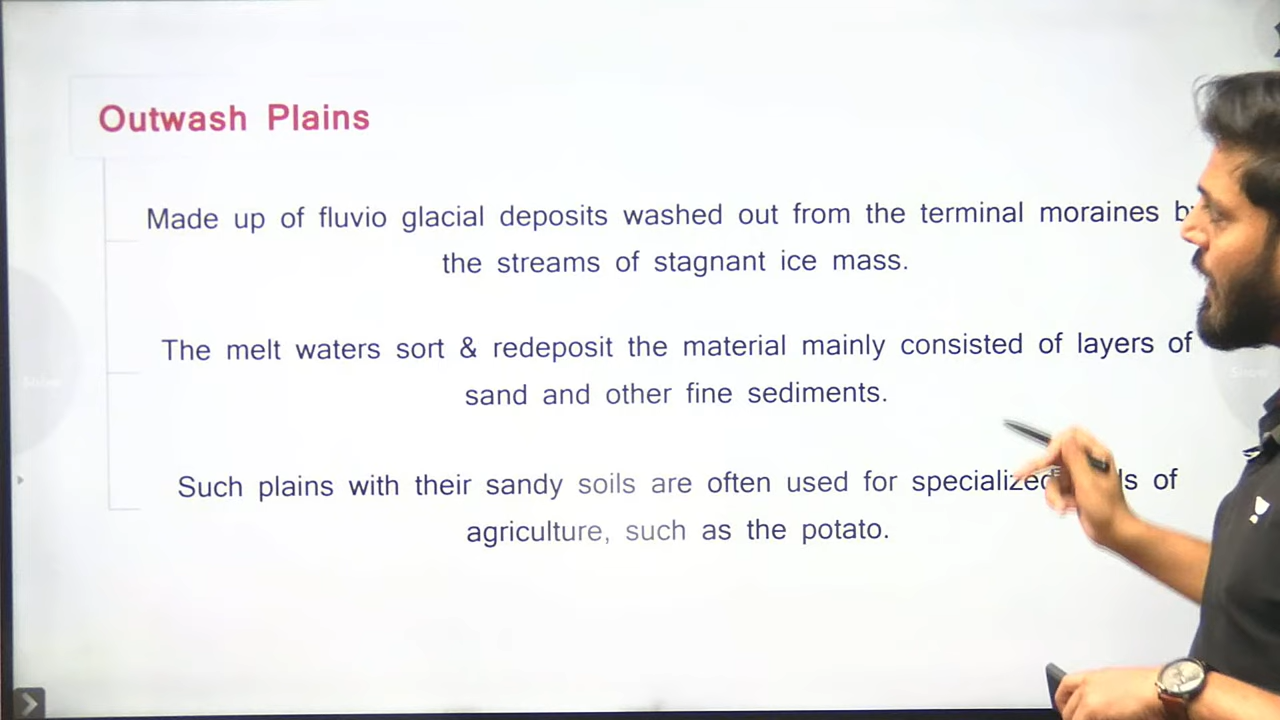 Outwash Plains
Made up of fluvio glacial deposits washed out from the terminal moraines
the streams of stagnant ice mass.
The melt waters sort & redeposit the material mainly consisted of layers of
sand and other fine sediments.
Such plains with their sandy soils are often used for specialized of
agriculture, such as the potato.